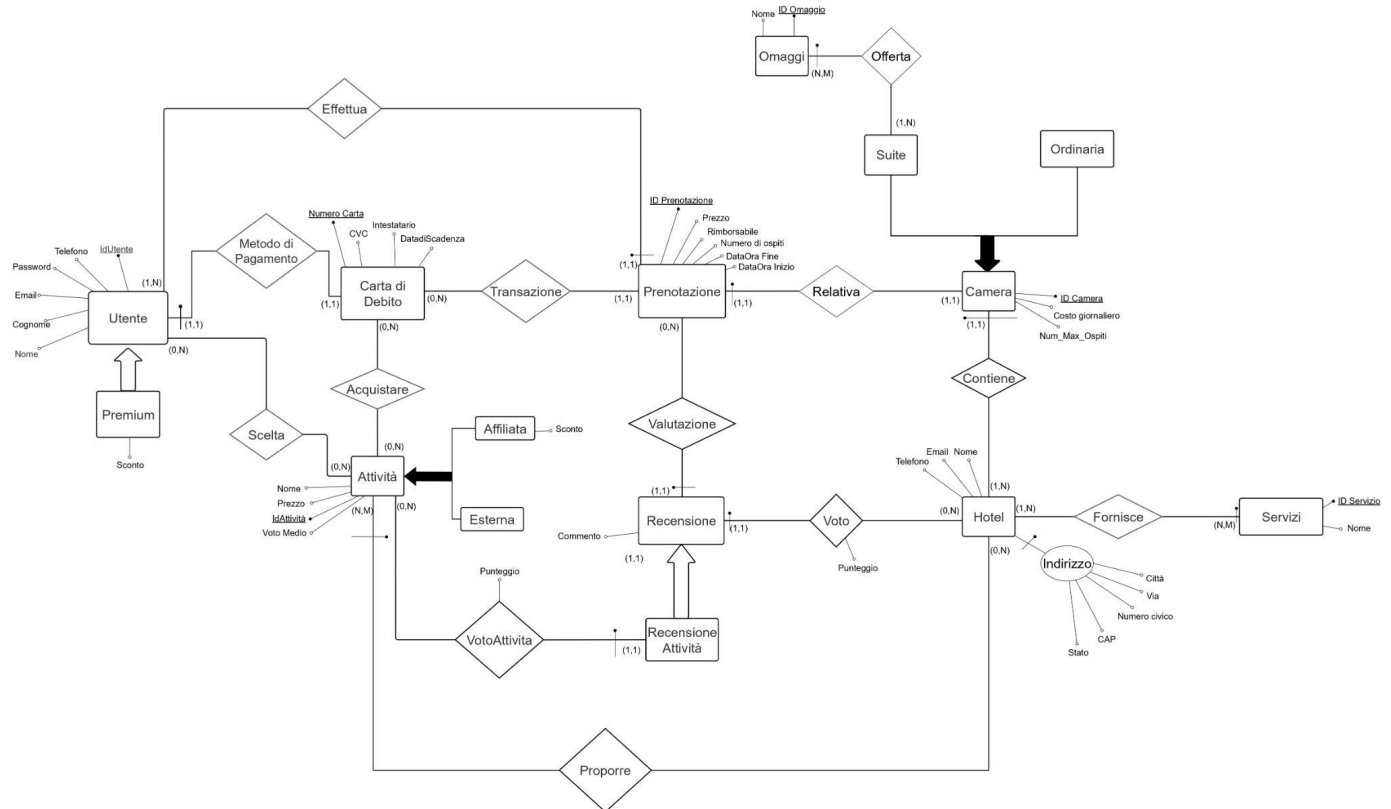 Nome
ID Omaggio
Omaggi
(N,M)
Offerta
(1,N)
Suite
Ordinaria
Effettua
Metodo di
Pagamento
Numero Carta
CVC
Intestatario
DatadiScadenza
Carta di
Debito
(1,1)
(0,N)
(0,N)
Transazione
ID Prenotazione
Prezzo
Rimborsabile
Numero di ospiti
DataOra Fine
DataOra Inizio
Prenotazione
(1,1)
(1,1)
(1,1)
(0,N)
Relativa
Camera
(1,1)
(1,1)
ID Camera
Costo giornaliero
Num_Max_Ospiti
Telefono
IdUtente
Password
Email
Cognome
Nome
Utente
(1,N)
(1,1)
(0,N)
Premium
Sconto
Scelta
Acquistare
(0,N)
(0,N)
Attività
Nome
Prezzo
IdAttività
Voto Medio
(N,M)
(0,N)
Affiliata
Sconto
Esterna
Valutazione
Contiene
(1,1)
Recensione
Commento
(1,1)
(1,1)
Voto
Punteggio
Telefono
Email
Nome
(1,N)
Hotel
(0,N)
(1,N)
(0,N)
Fornisce
(N,M)
Servizi
ID Servizio
Nome
Indirizzo
Città
Via
Numero civico
CAP
Stato
Punteggio
VotoAttivita
(1,1)
Recensione
Attività
Proporre